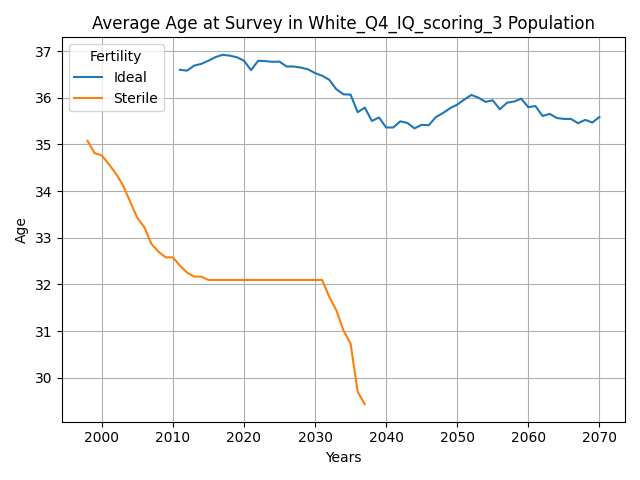 Average Age at Survey in White_Q4_IQ_scoring_3 Population
Fertility
Ideal
Sterile
37
36
35
34
33
32
31
30
Age
2000 2010 2020 2030 2040 2050 2060 2070
Years